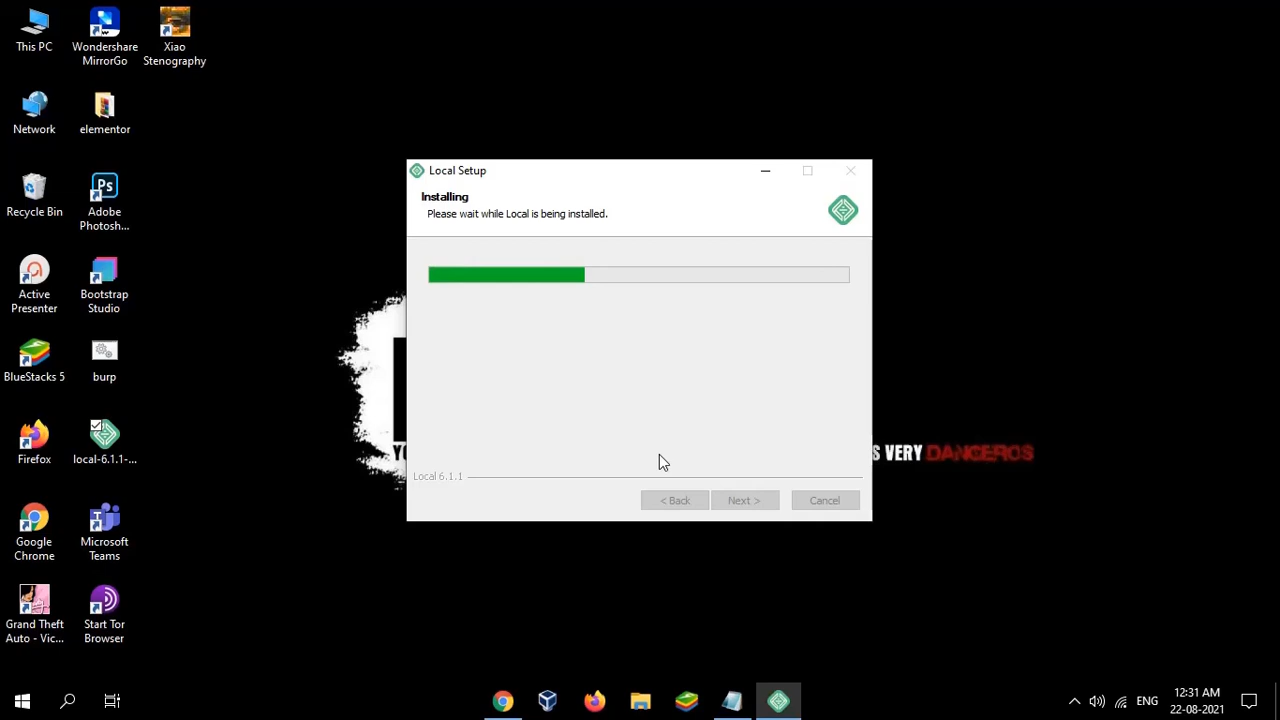 This PC
Wondershare
MirrorGo
Xiao
Stenography
Network
elementor
Recycle Bin
Adobe
Photosh...
Active
Presenter
Bootstrap
Studio
BlueStacks 5
burp
Firefox
local-6.1.1-...
Google
Chrome
Microsoft
Teams
Grand Theft
Auto - Vic...
Start Tor
Browser
Local Setup
Installing
Please wait while Local is being installed.
Local 6.1.1
< Back
Next >
Cancel
S VERY DANGEROS
ENG
12:31 AM
22-08-2021